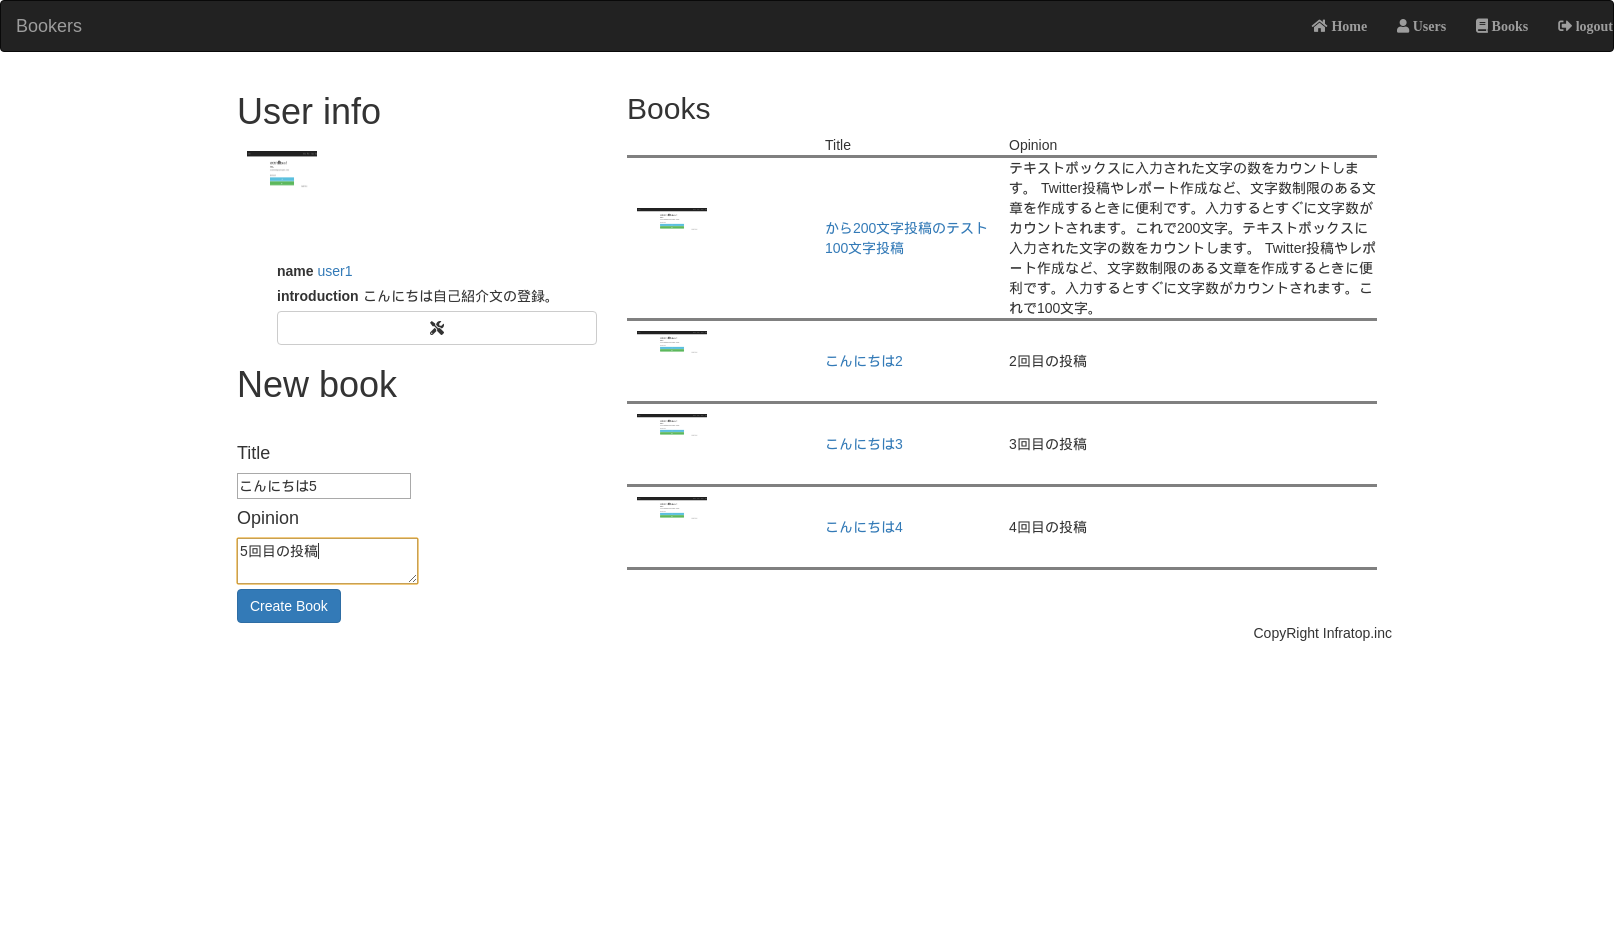 Bookers
Home
Users
Books
logout
User info
name user1
introduction こんにちは自己紹介文の登録。
New book
Title
こんにちは5
Opinion
5回目の投稿
Create Book
Books
Title
Opinion
から200文字投稿のテスト
100文字投稿
テキストボックスに入力された文字の数をカウントしま
す。 Twitter投稿やレポート作成など、文字数制限のある文
章を作成するときに便利です。入力するとすぐに文字数が
カウントされます。これで200文字。テキストボックスに
入力された文字の数をカウントします。 Twitter投稿やレポ
ート作成など、文字数制限のある文章を作成するときに便
利です。入力するとすぐに文字数がカウントされます。こ
れで100文字。
こんにちは2
2回目の投稿
こんにちは3
3回目の投稿
こんにちは4
4回目の投稿
CopyRight Infratop.inc